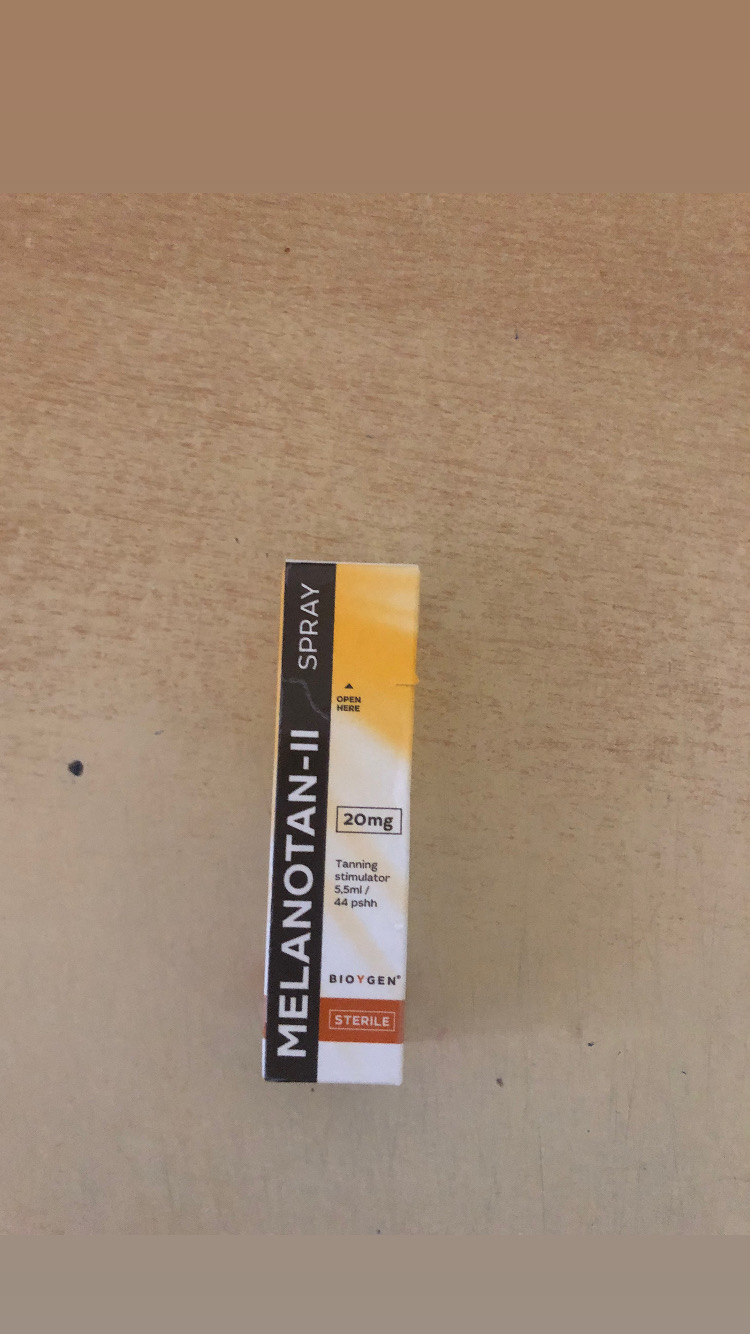 MELANOTAN-II SPRAY
OPEN
HERE
20mg
Tanning
stimulator
5,5ml /
44 pshh
BIOYGEN®
STERILE